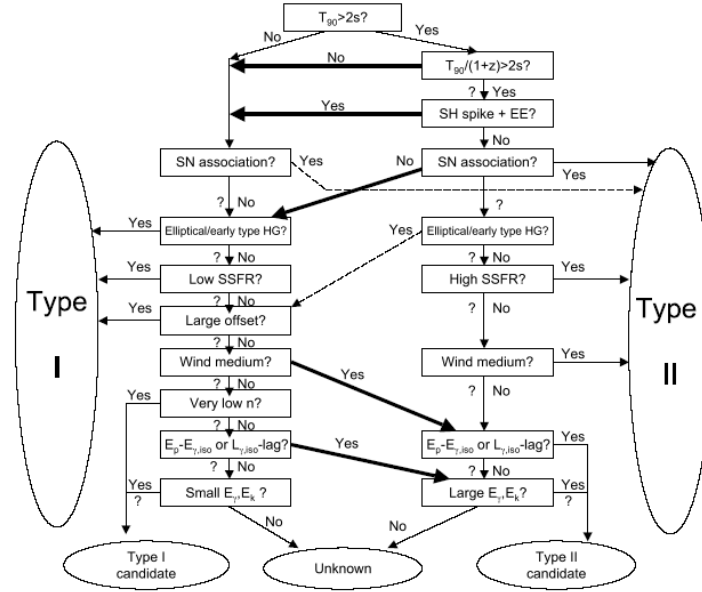 T90>2s?
No
Yes
No
T90/(1+z)>2s?
? Yes
Yes
SH spike + EE?
No
SN association?
Yes
No
SN association?
Yes
? No
?
Yes
Elliptical/early type HG?
Yes
Elliptical/early type HG?
? No
? No
Yes
Low SSFR?
High SSFR?
Yes
? No
Type
I
Yes
Large offset?
? No
Type
II
? No
Wind medium?
Yes
Wind medium?
Yes
? No
Yes
Very low n?
? No
? No
Ep-Eγ,iso or Lγ,iso-lag?
Yes
Ep-Eγ,iso or Lγ,iso-lag?
Yes
? No
? No
Yes
?
Small Eγ,Ek ?
Large Eγ,Ek?
Yes
?
No
No
Type I
candidate
Unknown
Type II
candidate